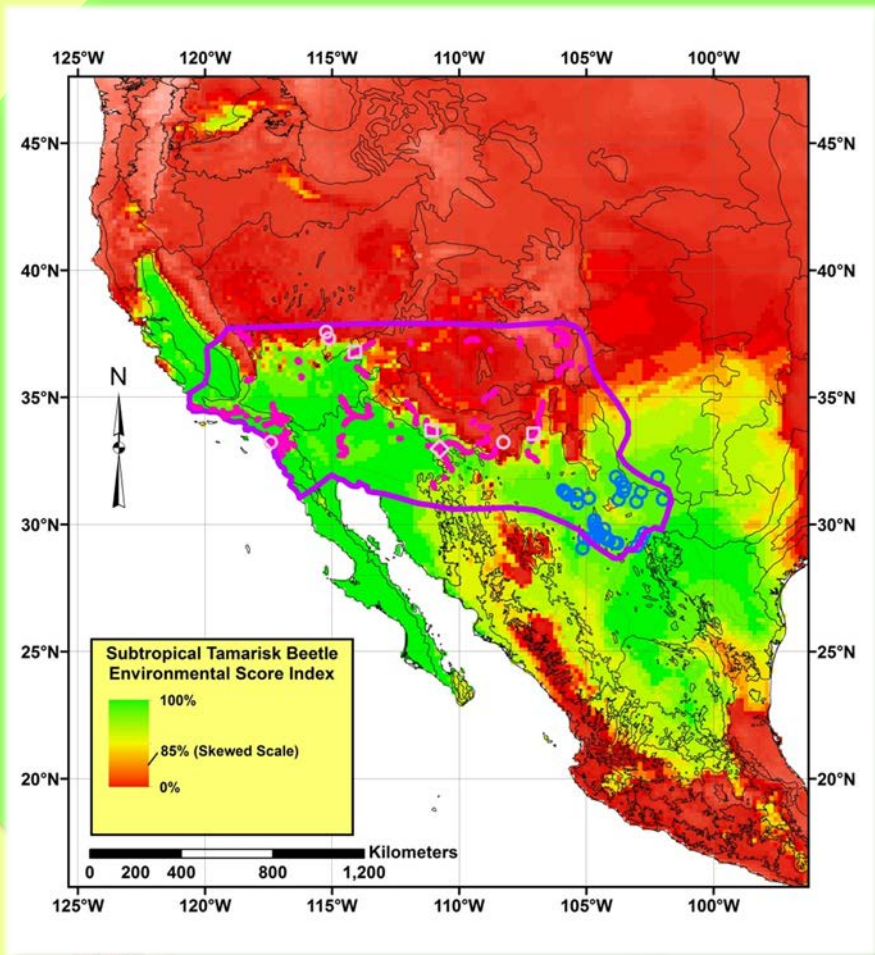 125°W 120°W 115°W 110°W 105°W 100°W
45°N 45°N
40°N 40°N
35°N 35°N
N
30°N 30°N
25°N 25°N
20°N 20°N
Subtropical Tamarisk Beetle
Environmental Score Index
100%
85% (Skewed Scale)
0%
Kilometers
0 200 400 800 1,200
125°W 120°W 115°W 110°W 105°W 100°W